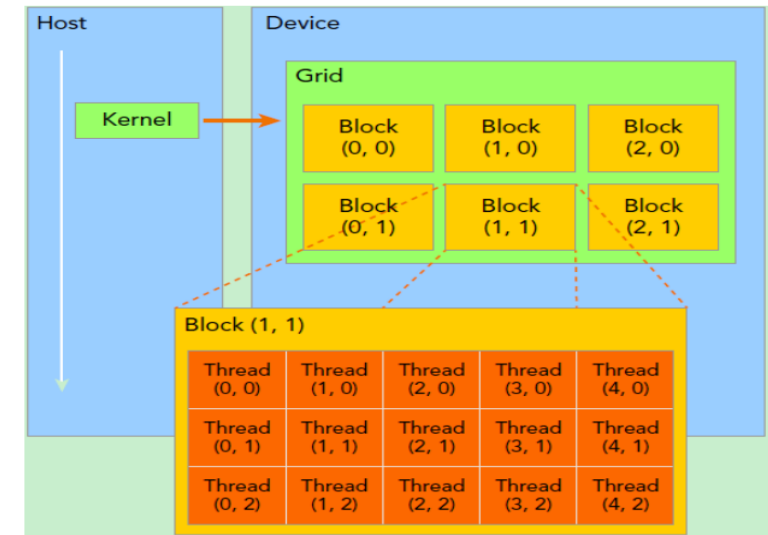 Host
Device
Grid
Kernel
Block
(0, 0)
Block
(1, 0)
Block
(2, 0)
Block
(0, 1)
Block
(1, 1)
Block
(2, 1)
Block (1, 1)
Thread
(0, 0)
Thread
(1, 0)
Thread
(2, 0)
Thread
(3, 0)
Thread
(4, 0)
Thread
(0, 1)
Thread
(1, 1)
Thread
(2, 1)
Thread
(3, 1)
Thread
(4, 1)
Thread
(0, 2)
Thread
(1, 2)
Thread
(2, 2)
Thread
(3, 2)
Thread
(4, 2)